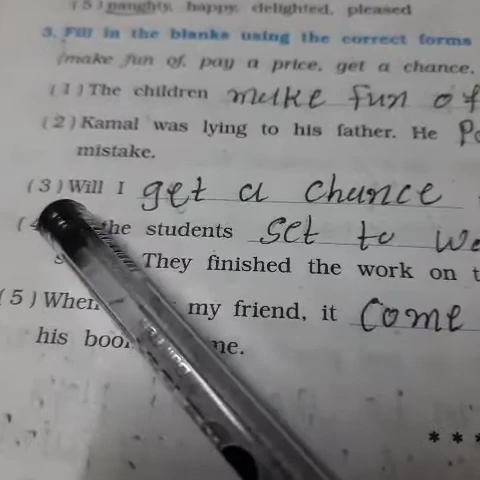 (5) naughty, happy, delighted, pleased
3. Fill in the blanks using the correct forms
(make fun of, pay a price, get a chance,
(1) The children make fun of
(2) Kamal was lying to his father. He
mistake.
(3) Will I get a chance
the students set to
They finished the work on
(5) When my friend, it come
his me.
* * *